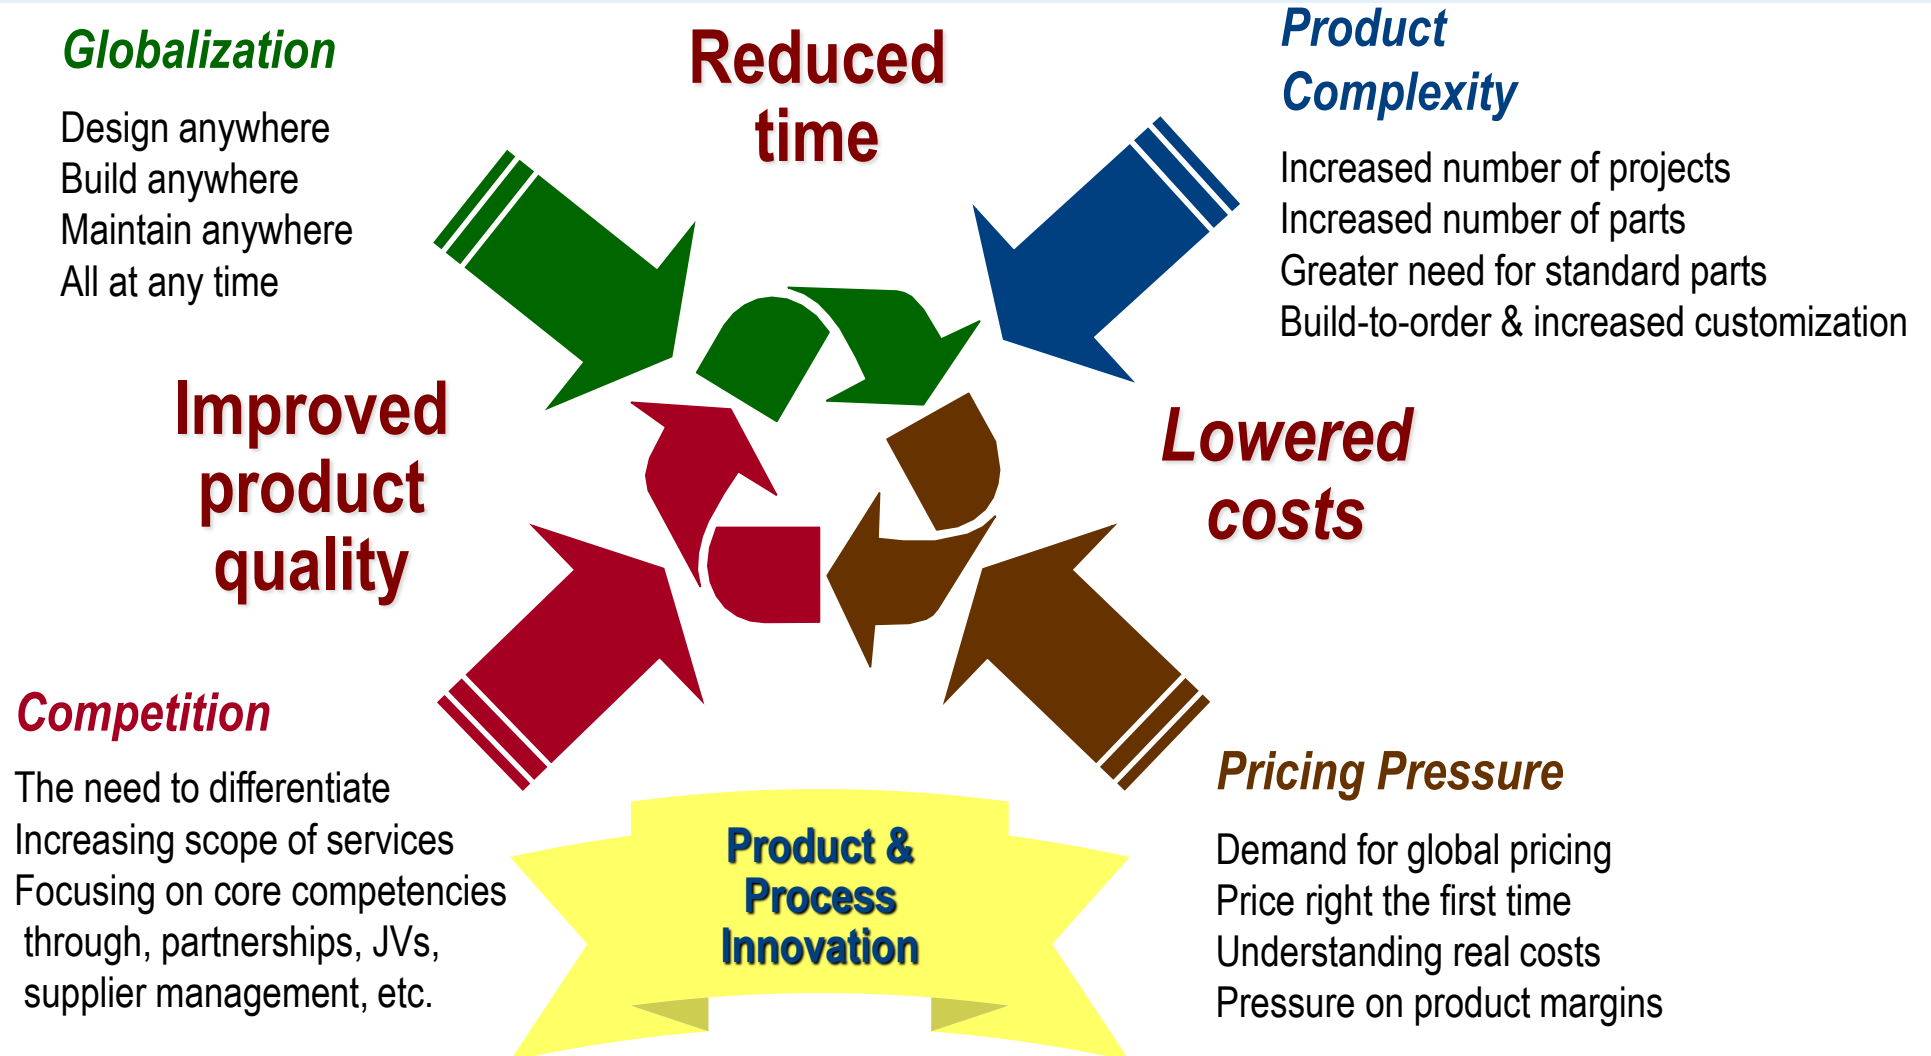 Globalization
Design anywhere
Build anywhere
Maintain anywhere
All at any time
Reduced
time
Product
Complexity
Increased number of projects
Increased number of parts
Greater need for standard parts
Build-to-order & increased customization
Improved
product
quality
Lowered
costs
Competition
The need to differentiate
Increasing scope of services
Focusing on core competencies
through, partnerships, JVs,
supplier management, etc.
Product &
Process
Innovation
Pricing Pressure
Demand for global pricing
Price right the first time
Understanding real costs
Pressure on product margins